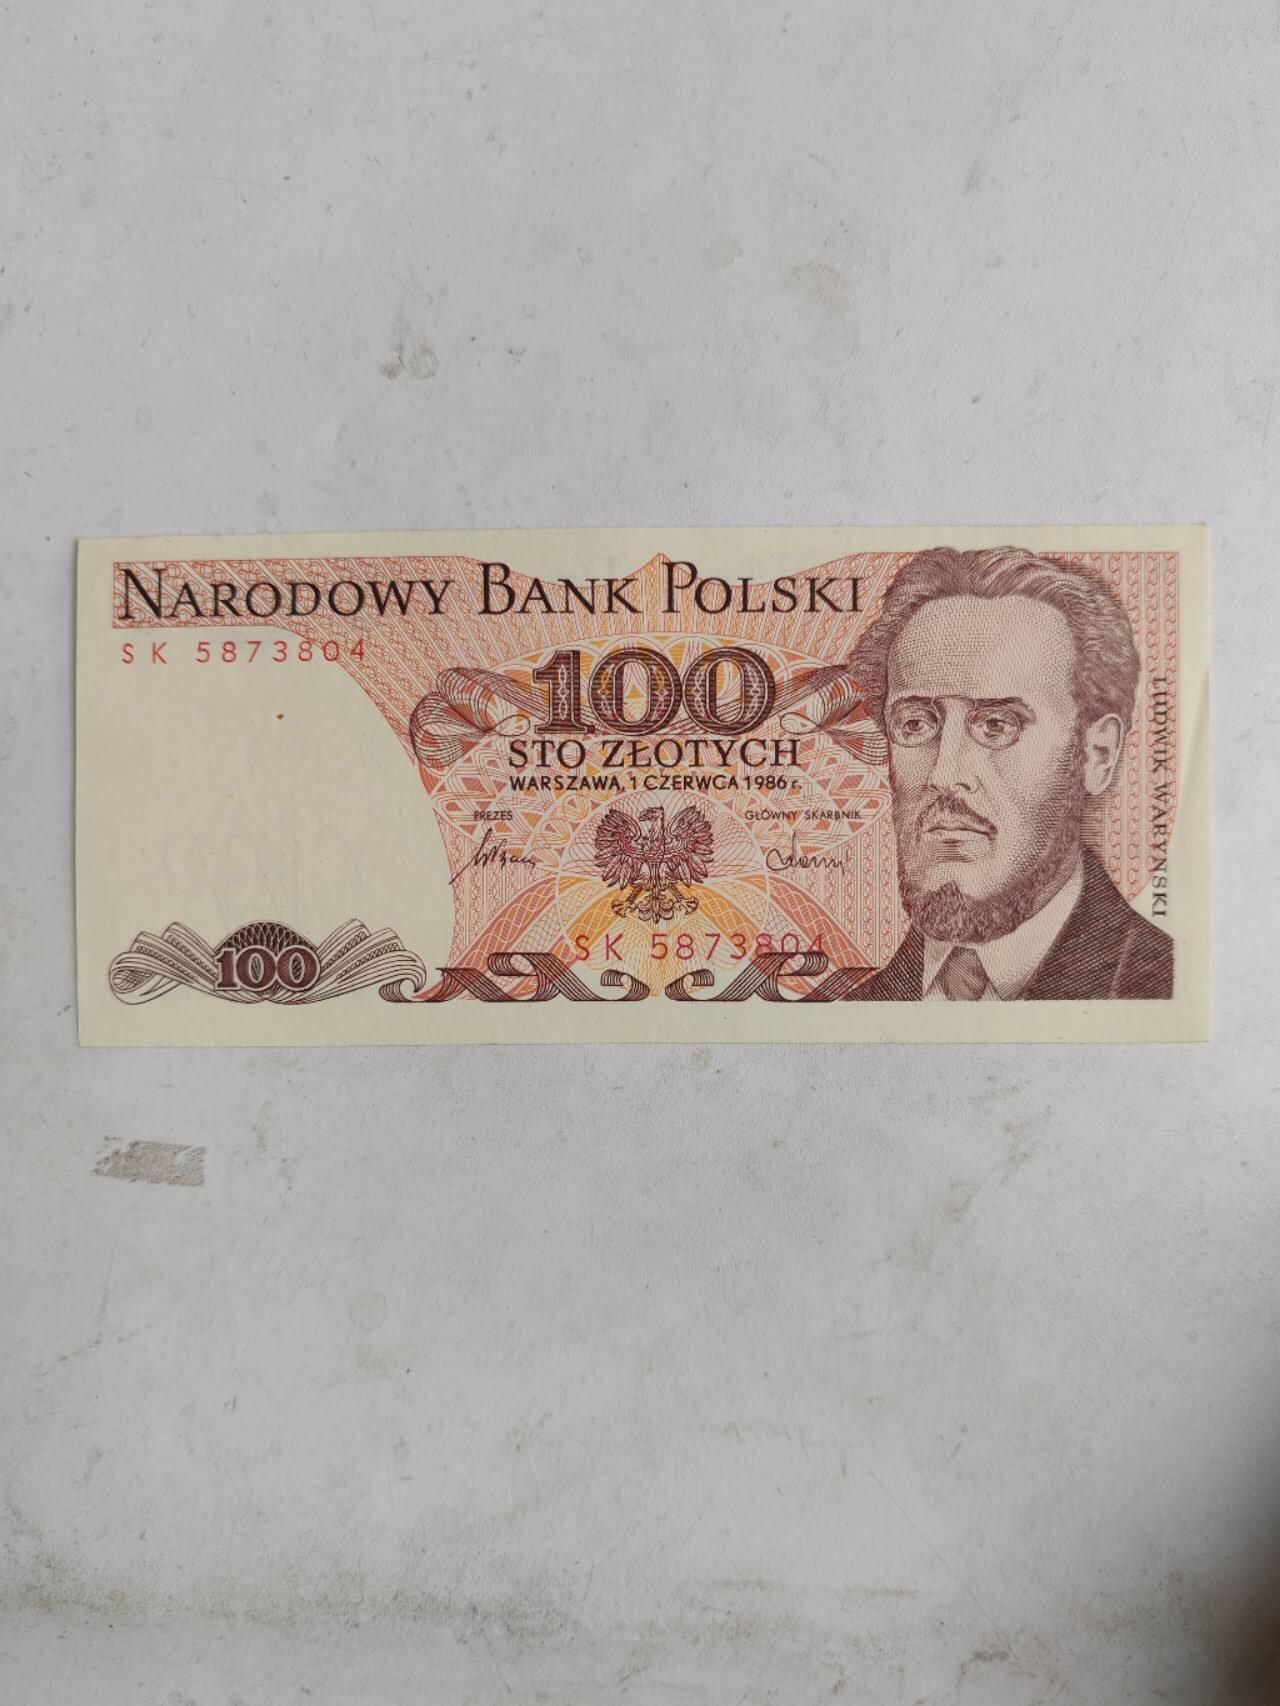 NARODOWY BANK POLSKI
SK 5873804
100
STO ZŁOTYCH
WARSZAWA, 1 CZERWCA 1986 r.
PREZES
GŁÓWNY SKARBNIK
SK 5873804
100
LUDWIK WARYŃSKI